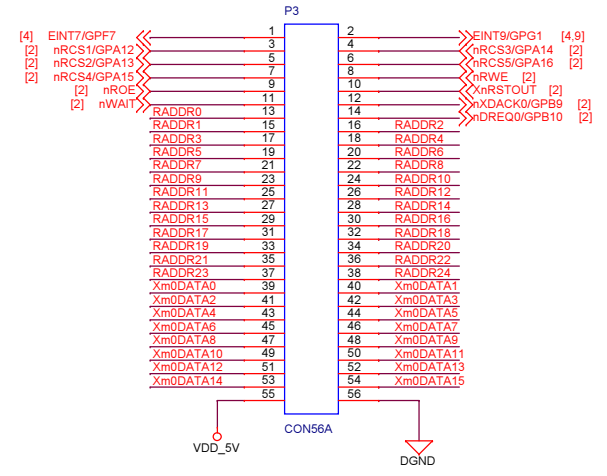 P3
[4] EINT7/GPF7 1 2 EINT9/GPG1 [4,9]
[2] nRCS1/GPA12 3 4 nRCS3/GPA14 [2]
[2] nRCS2/GPA13 5 6 nRCS5/GPA16 [2]
[2] nRCS4/GPA15 7 8 nRWE [2]
[2] nROE 9 10 XnRSTOUT [2]
[2] nWAIT 11 12 nXDACK0/GPB9 [2]
RADDR0 13 14 nDREQ0/GPB10 [2]
RADDR1 15 16 RADDR2
RADDR3 17 18 RADDR4
RADDR5 19 20 RADDR6
RADDR7 21 22 RADDR8
RADDR9 23 24 RADDR10
RADDR11 25 26 RADDR12
RADDR13 27 28 RADDR14
RADDR15 29 30 RADDR16
RADDR17 31 32 RADDR18
RADDR19 33 34 RADDR20
RADDR21 35 36 RADDR22
RADDR23 37 38 RADDR24
Xm0DATA0 39 40 Xm0DATA1
Xm0DATA2 41 42 Xm0DATA3
Xm0DATA4 43 44 Xm0DATA5
Xm0DATA6 45 46 Xm0DATA7
Xm0DATA8 47 48 Xm0DATA9
Xm0DATA10 49 50 Xm0DATA11
Xm0DATA12 51 52 Xm0DATA13
Xm0DATA14 53 54 Xm0DATA15
55 56
CON56A
VDD_5V
DGND